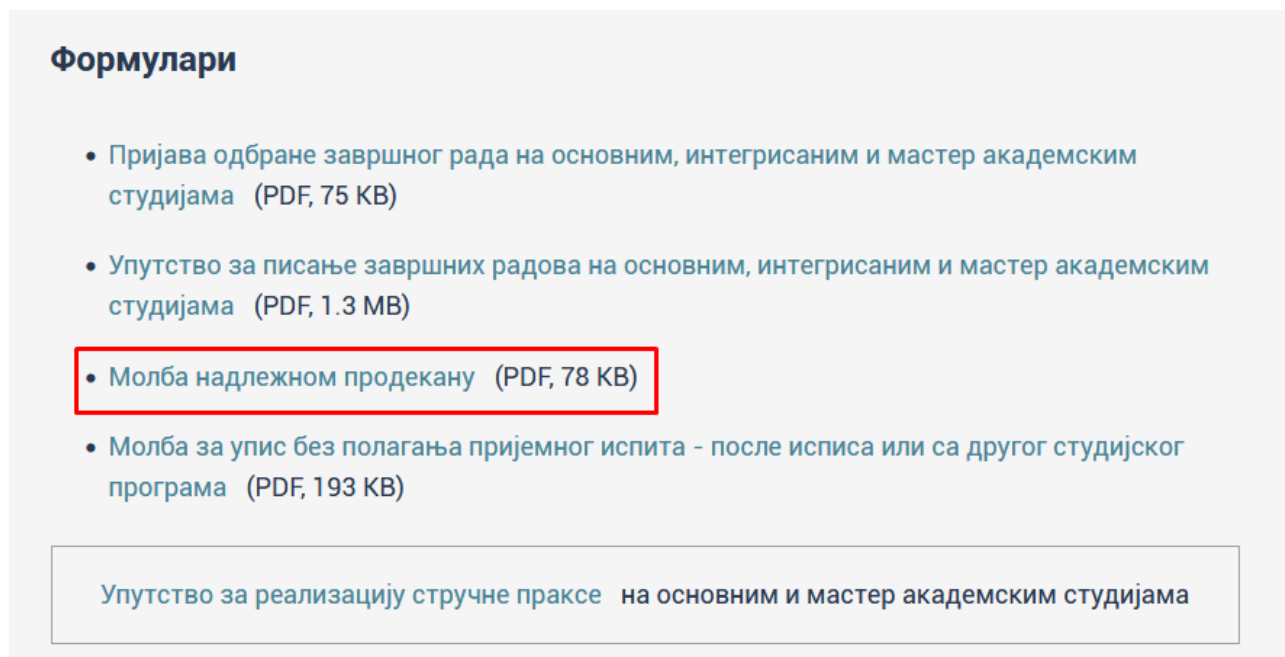 Формулари
• Пријава одбране завршног рада на основним, интегрисаним и мастер академским
студијама (PDF, 75 KB)
• Упутство за писање завршних радова на основним, интегрисаним и мастер академским
студијама (PDF, 1.3 MB)
• Молба надлежном продекану (PDF, 78 KB)
• Молба за упис без полагања пријемног испита - после исписа или са другог студијског
програма (PDF, 193 KB)
Упутство за реализацију стручне праксе на основним и мастер академским студијама